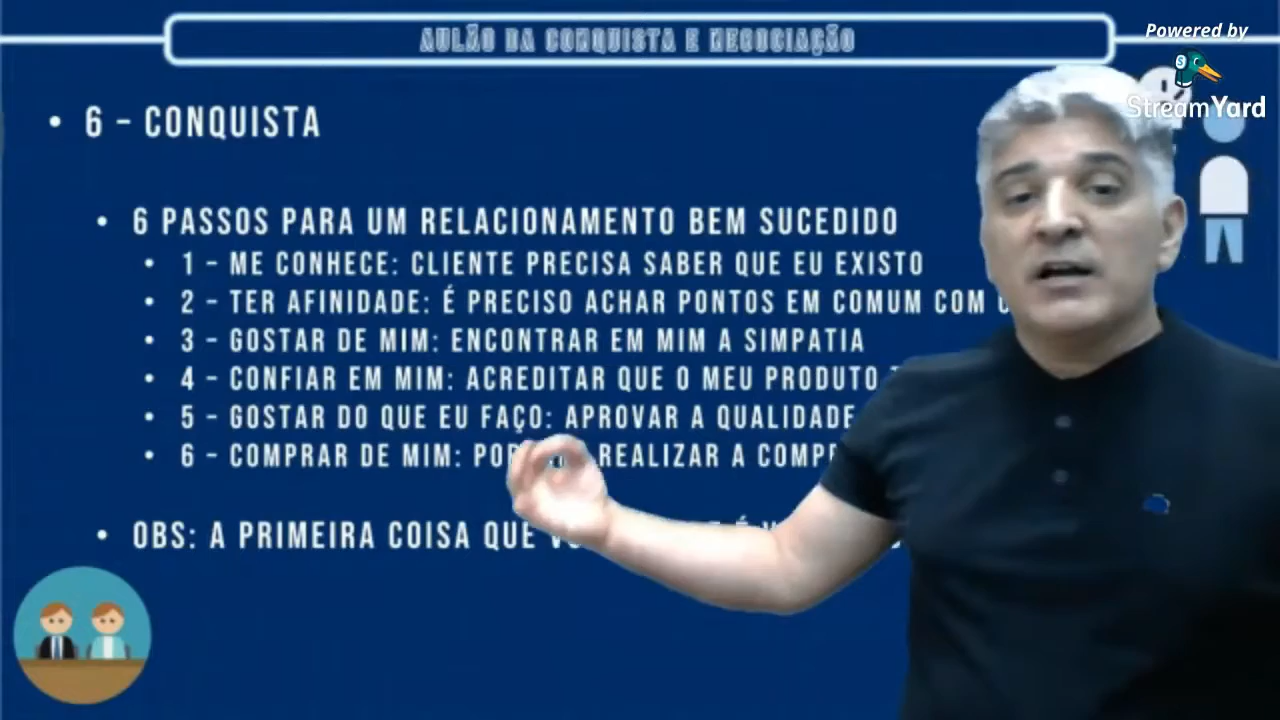 AULÃO DA CONQUISTA E NEGOCIAÇÃO
Powered by
StreamYard
• 6 – CONQUISTA
• 6 PASSOS PARA UM RELACIONAMENTO BEM SUCEDIDO
• 1 – ME CONHECE: CLIENTE PRECISA SABER QUE EU EXISTO
• 2 – TER AFINIDADE: É PRECISO ACHAR PONTOS EM COMUM COM
• 3 – GOSTAR DE MIM: ENCONTRAR EM MIM A SIMPATIA
• 4 – CONFIAR EM MIM: ACREDITAR QUE O MEU PRODUTO
• 5 – GOSTAR DO QUE EU FAÇO: APROVAR A QUALIDADE
• 6 – COMPRAR DE MIM: REALIZAR A
• OBS: A PRIMEIRA COISA QUE